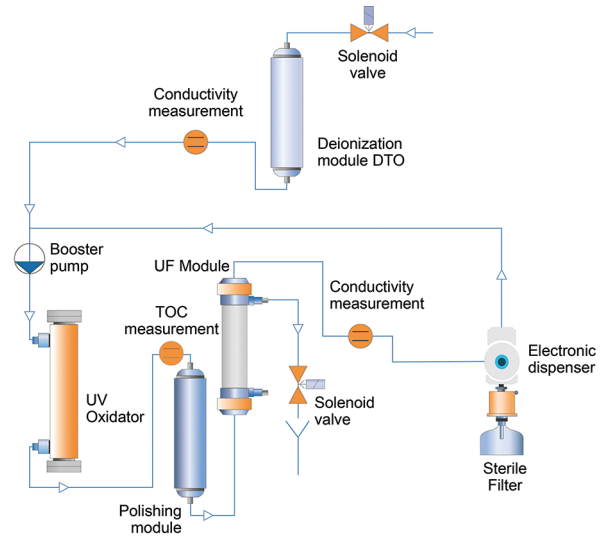 Solenoid
valve
Conductivity
measurement
Deionization
module DTO
Booster
pump
UF Module
Conductivity
measurement
TOC
measurement
Electronic
dispenser
UV
Oxidator
Solenoid
valve
Sterile
Filter
Polishing
module